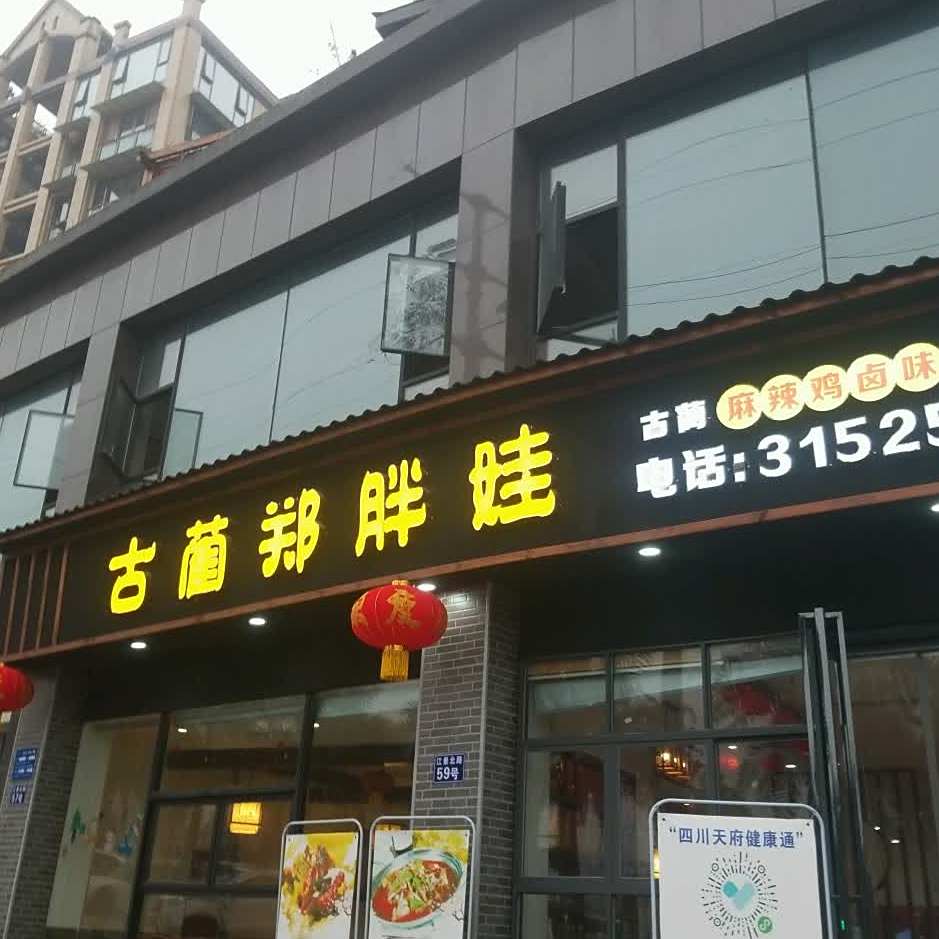 古蔺 麻辣鸡卤味
电话:31525
古蔺郑胖娃
59号
"四川天府健康通"